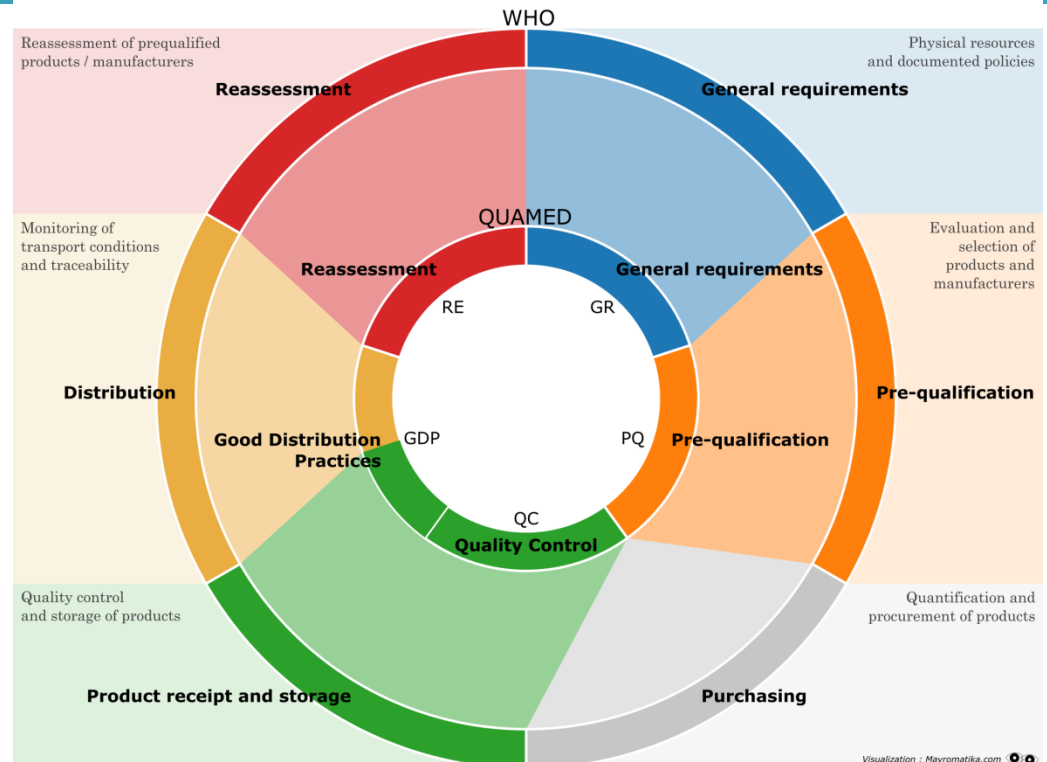 WHO
Reassessment of prequalified
products / manufacturers
Physical resources
and documented policies
Reassessment
General requirements
QUAMED
Monitoring of
transport conditions
and traceability
Evaluation and
selection of
products and
manufacturers
Reassessment
General requirements
RE
GR
Distribution
Pre-qualification
Good Distribution
Practices
GDP
PQ
Pre-qualification
QC
Quality Control
Quality control
and storage of products
Quantification and
procurement of products
Product receipt and storage
Purchasing
Visualization : Mavromatika.com